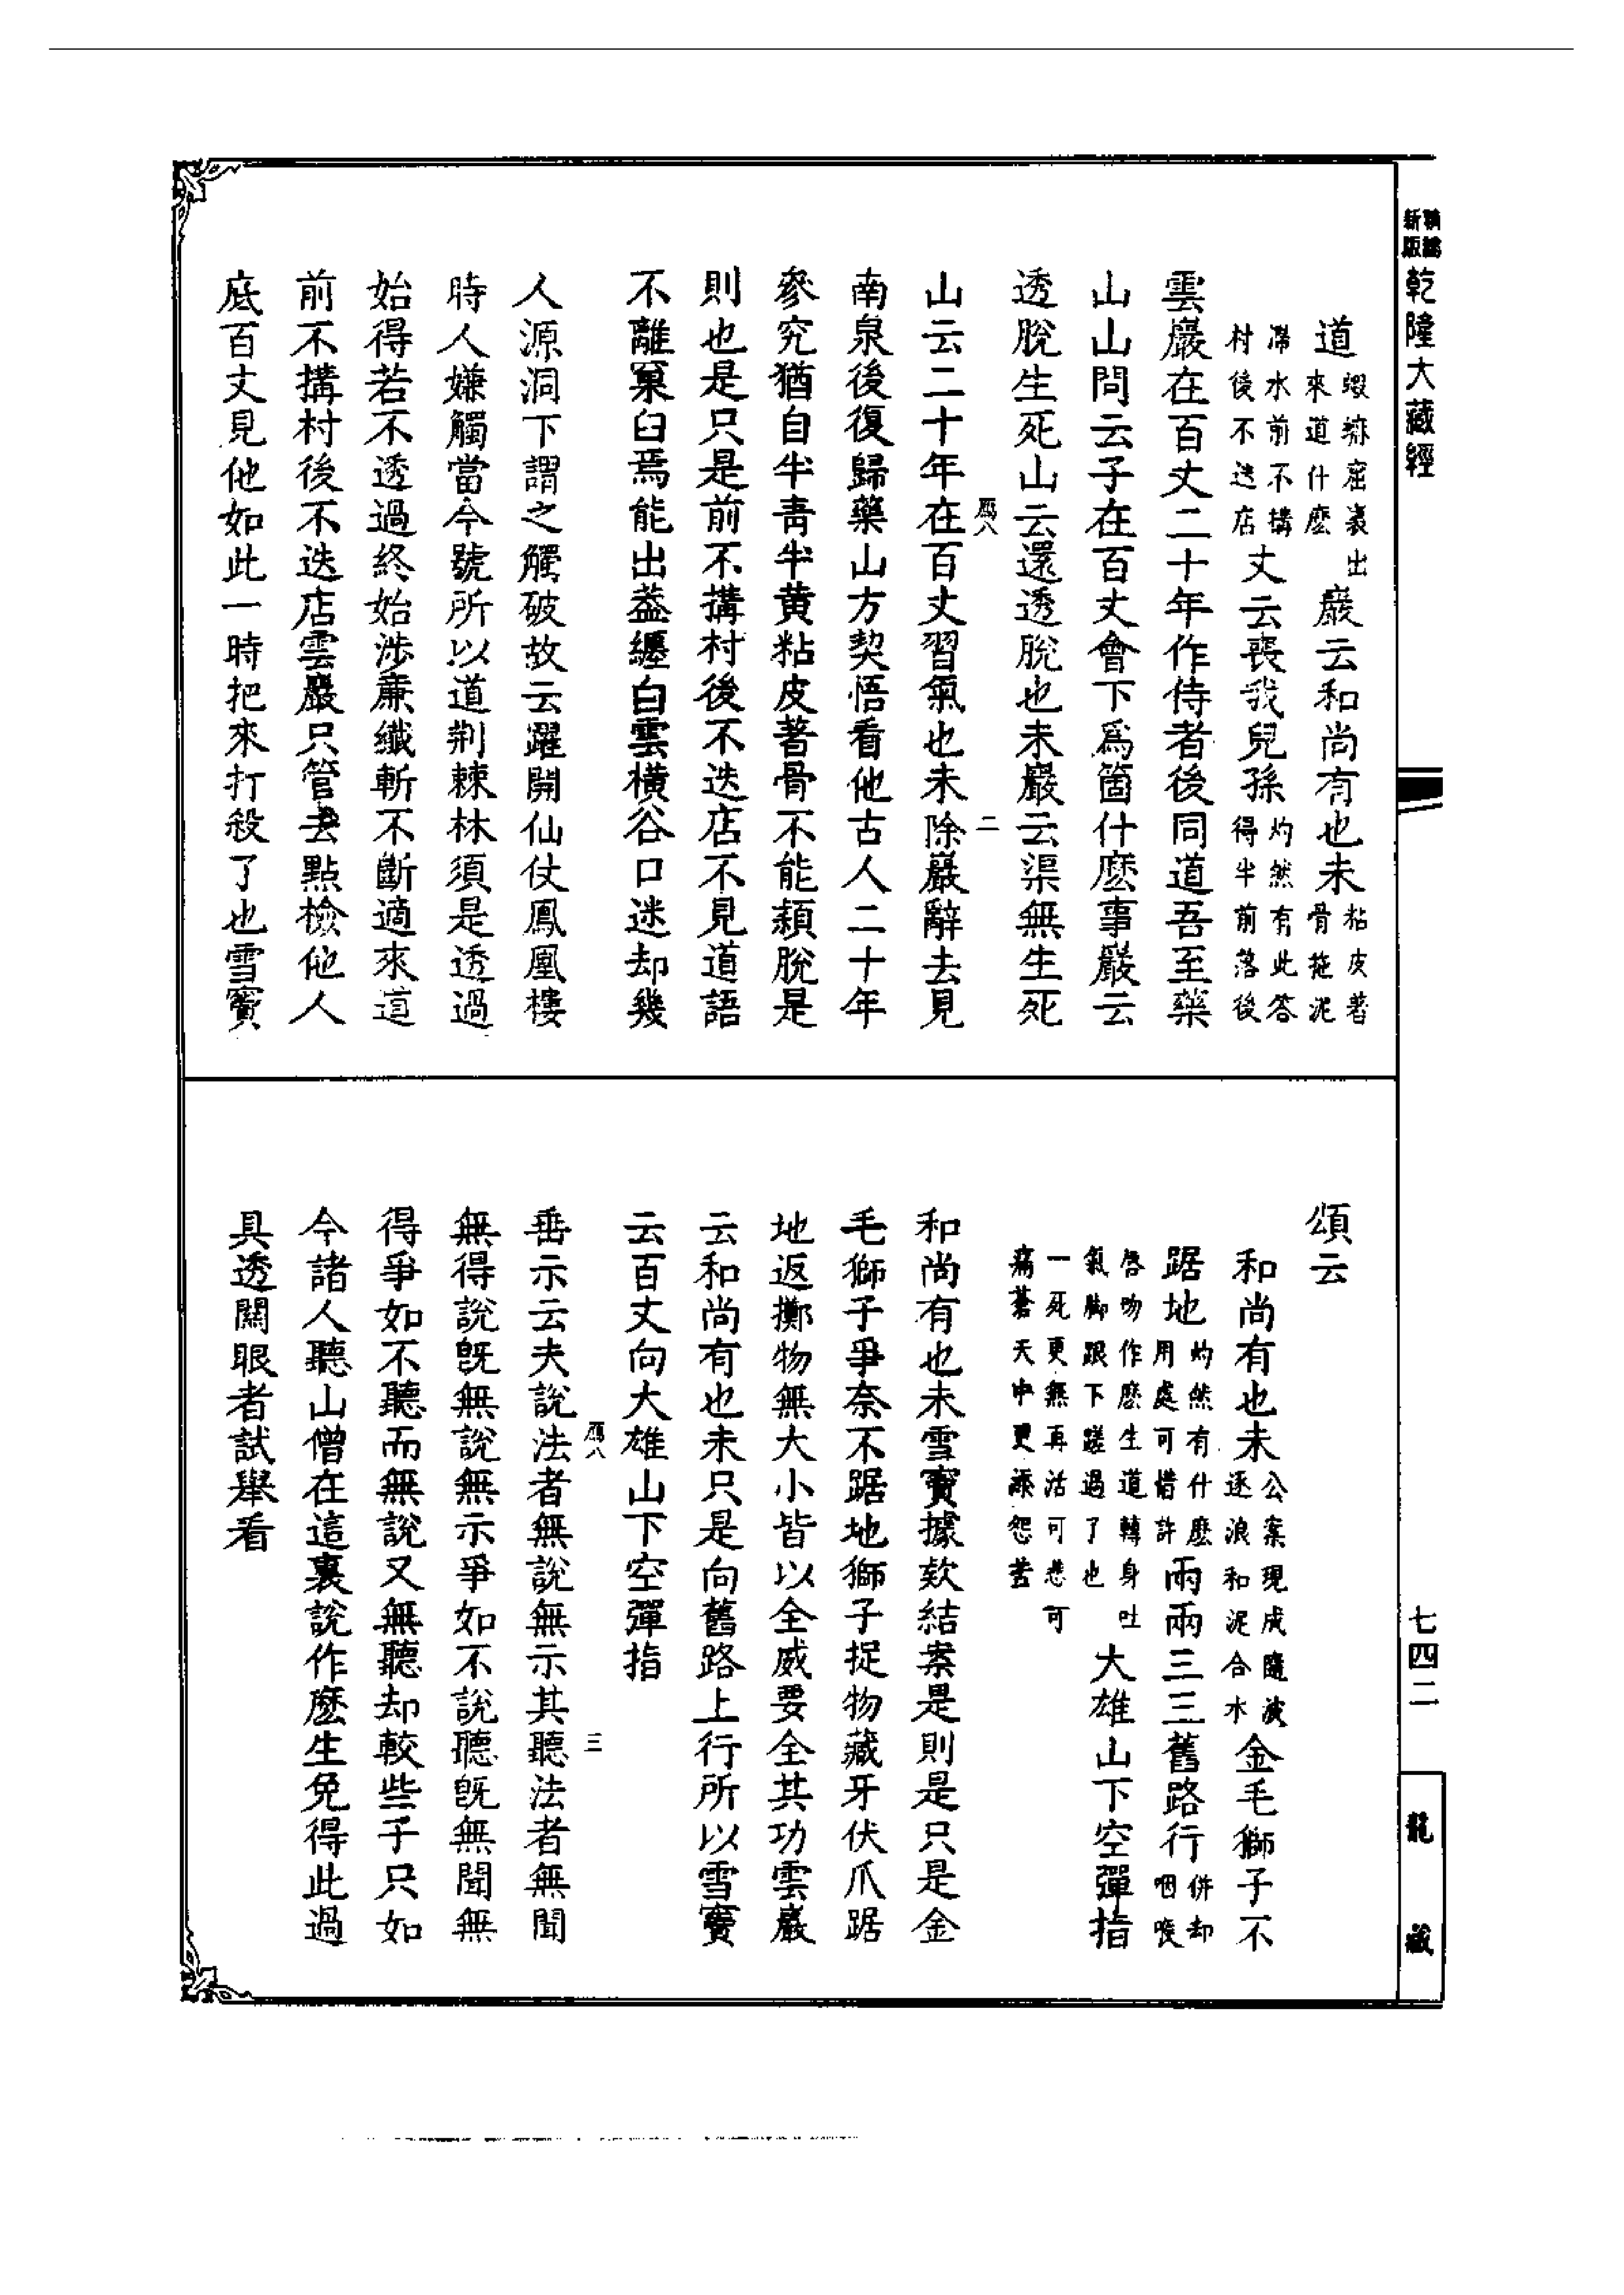 新版精縮
乾隆大藏經
道蝦蟆窟裏出來道什麽巖云和尚有也未粘皮著骨拖泥
滯水前不搆村後不迭店丈云喪我兒孫灼然有此答得半前落後
雲巖在百丈二十年作侍者後同道吾至藥
山山問云子在百丈會下爲箇什麽事巖云
透脫生死山云還透脫也未巖云渠無生死
山云二十年在百丈習氣也未除巖辭去見
雁八
二
南泉後復歸藥山方契悟看他古人二十年
參究猶自半靑半黄粘皮著骨不能穎脫是
則也是只是前不搆村後不迭店不見道語
不離窠臼焉能出葢纏白雲橫谷口迷却幾
人源洞下謂之觸破故云躍開仙仗鳳凰樓
時人嫌觸當今號所以道荆棘林須是透過
始得若不透過終始涉廉纖斬不斷適來道
前不搆村後不迭店雲巖只管去點檢他人
底百丈見他如此一時把來打殺了也雪竇
頌云
和尚有也未公案現成隨波逐浪和泥合水金毛獅子不
踞地灼然有什麽用處可惜許兩兩三三舊路行併却咽喉
唇吻作麽生道轉身吐氣脚跟下蹉過了也大雄山下空彈指
一死更無再活可悲可痛蒼天中更添怨苦
和尚有也未雪竇據欵結案是則是只是金
毛獅子爭奈不踞地獅子捉物藏牙伏爪踞
地返擲物無大小皆以全威要全其功雲巖
云和尚有也未只是向舊路上行所以雪竇
云百丈向大雄山下空彈指
雁八
三
垂示云夫說法者無說無示其聽法者無聞
無得說旣無說無示爭如不說聽旣無聞無
得爭如不聽而無說又無聽却較些子只如
今諸人聽山僧在這裏說作麽生免得此過
具透關眼者試舉看
七四二
龍藏